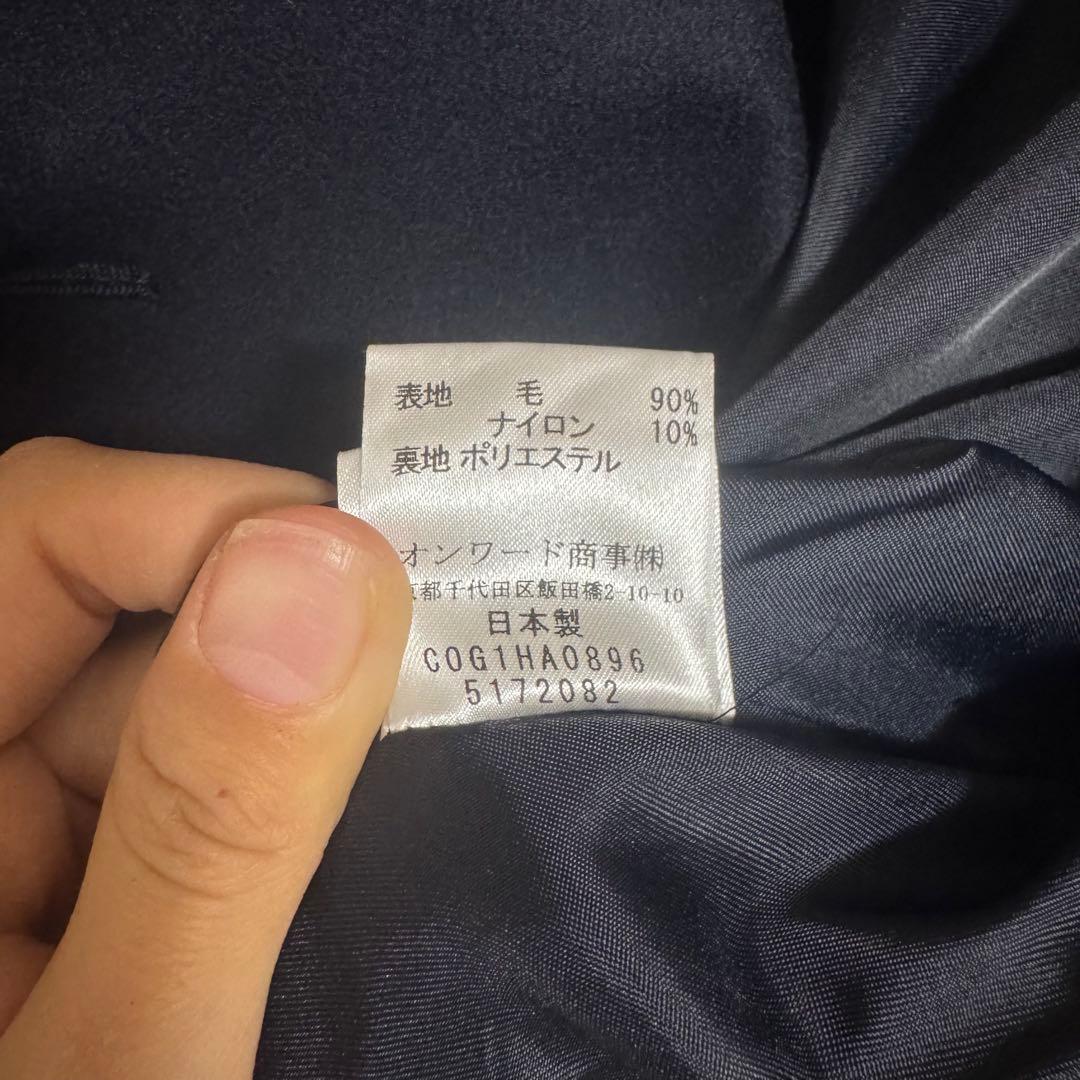 表地 毛 90%
ナイロン 10%
裏地 ポリエステル
オンワード商事㈱
京都千代田区飯田橋2-10-10
日本製
COG1HA0896
5172082